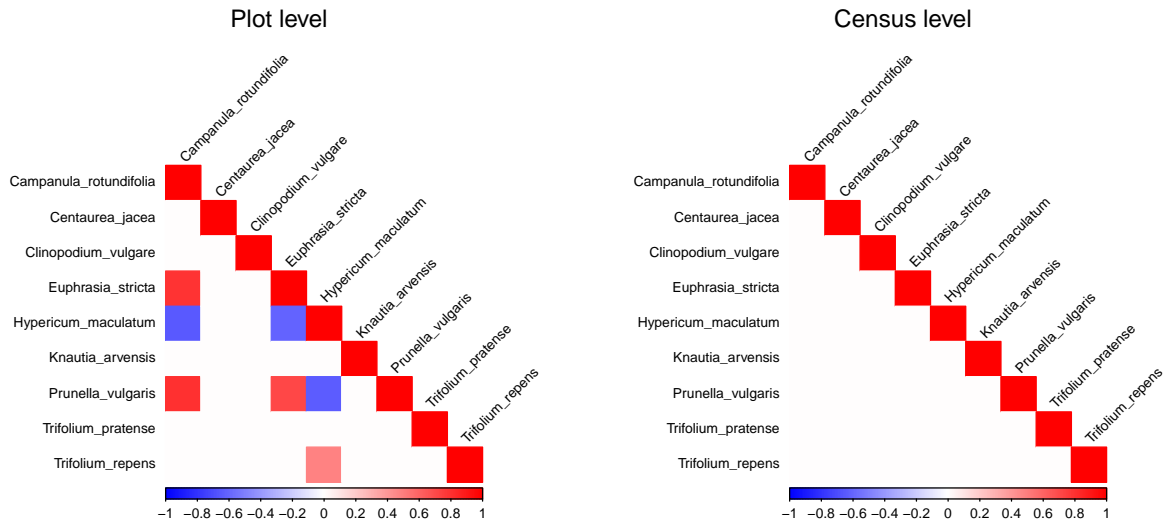 Plot level
Campanula_rotundifolia
Centaurea_jacea
Clinopodium_vulgare
Euphrasia_stricta
Hypericum_maculatum
Knautia_arvensis
Prunella_vulgaris
Trifolium_pratense
Trifolium_repens
Campanula_rotundifolia
Centaurea_jacea
Clinopodium_vulgare
Euphrasia_stricta
Hypericum_maculatum
Knautia_arvensis
Prunella_vulgaris
Trifolium_pratense
Trifolium_repens
−1 −0.8 −0.6 −0.4 −0.2 0 0.2 0.4 0.6 0.8 1
Census level
Campanula_rotundifolia
Centaurea_jacea
Clinopodium_vulgare
Euphrasia_stricta
Hypericum_maculatum
Knautia_arvensis
Prunella_vulgaris
Trifolium_pratense
Trifolium_repens
Campanula_rotundifolia
Centaurea_jacea
Clinopodium_vulgare
Euphrasia_stricta
Hypericum_maculatum
Knautia_arvensis
Prunella_vulgaris
Trifolium_pratense
Trifolium_repens
−1 −0.8 −0.6 −0.4 −0.2 0 0.2 0.4 0.6 0.8 1